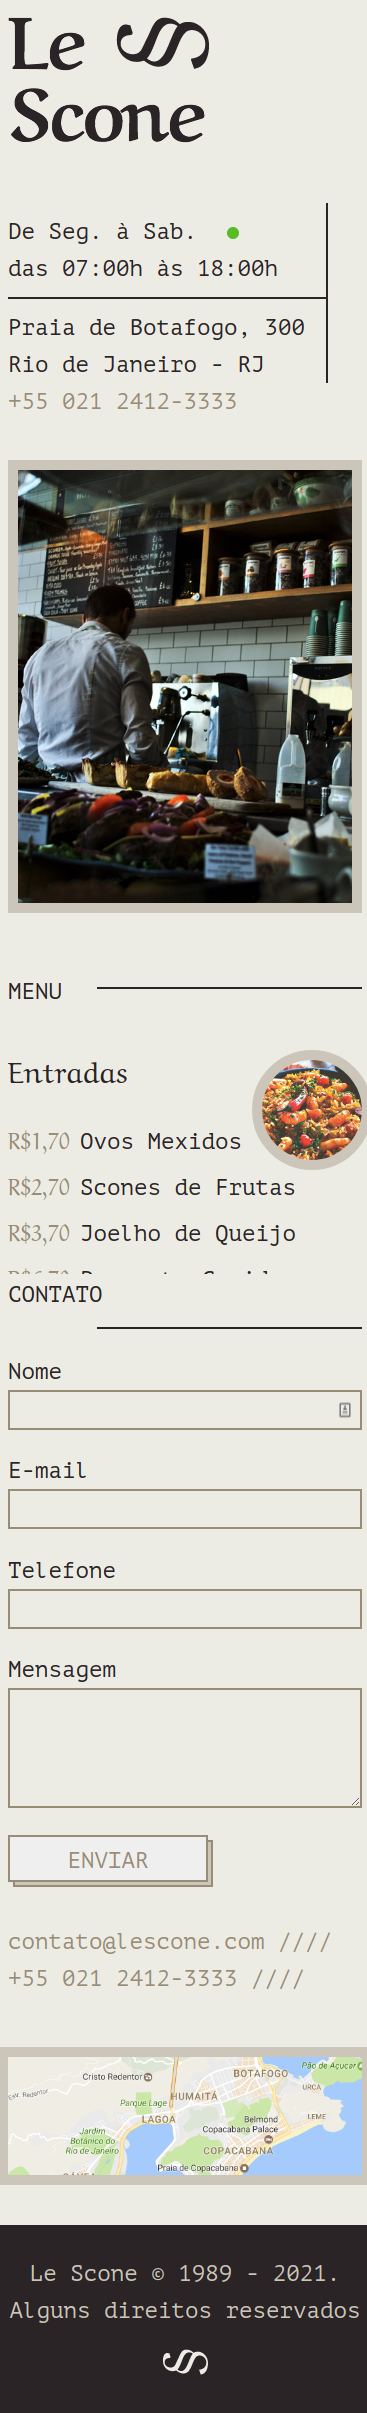 Le
Scone
De Seg. à Sab.
das 07:00h às 18:00h
Praia de Botafogo, 300
Rio de Janeiro - RJ
+55 021 2412-3333
MENU
Entradas
R$1,70 Ovos Mexidos
R$2,70 Scones de Frutas
R$3,70 Joelho de Queijo
CONTATO
Nome
E-mail
Telefone
Mensagem
ENVIAR
contato@lescone.com ////
+55 021 2412-3333 ////
Pão de Açucar
Cristo Redentor
BOTAFOGO
URCA
Estr. Redentor
HUMAITÁ
Parque Lage
LAGOA
Belmond
Copacabana Palace
LEME
Jardim
Botânico do
Rio de Janeiro
COPACABANA
Praia de Copacabana
Le Scone © 1989 - 2021.
Alguns direitos reservados